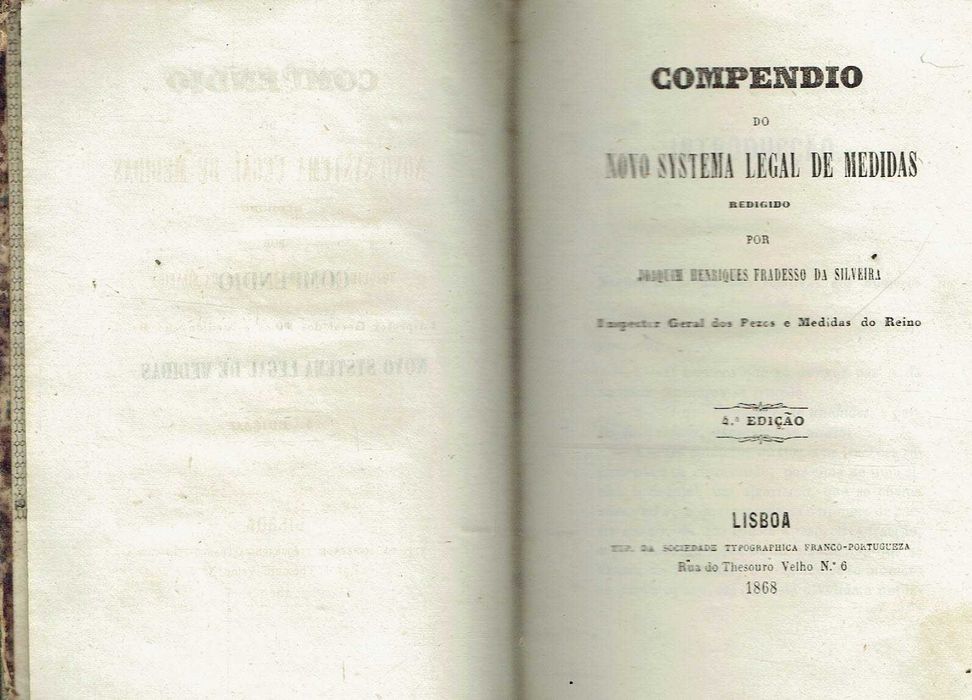 COMPENDIO
DO
NOVO SYSTEMA LEGAL DE MEDIDAS
REDIGIDO
POR
JOAQUIM HENRIQUES FRADESSO DA SILVEIRA
Inspector Geral dos Pezos e Medidas do Reino
4.ª EDIÇÃO
LISBOA
TYP. DA SOCIEDADE TYPOGRAPHICA FRANCO-PORTUGUEZA
Rua do Thesouro Velho N.º 6
1868